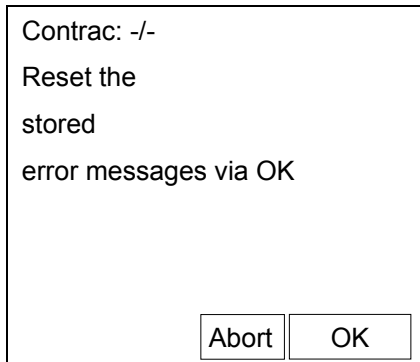 Contrac: -/-
Reset the
stored
error messages via OK
Abort OK